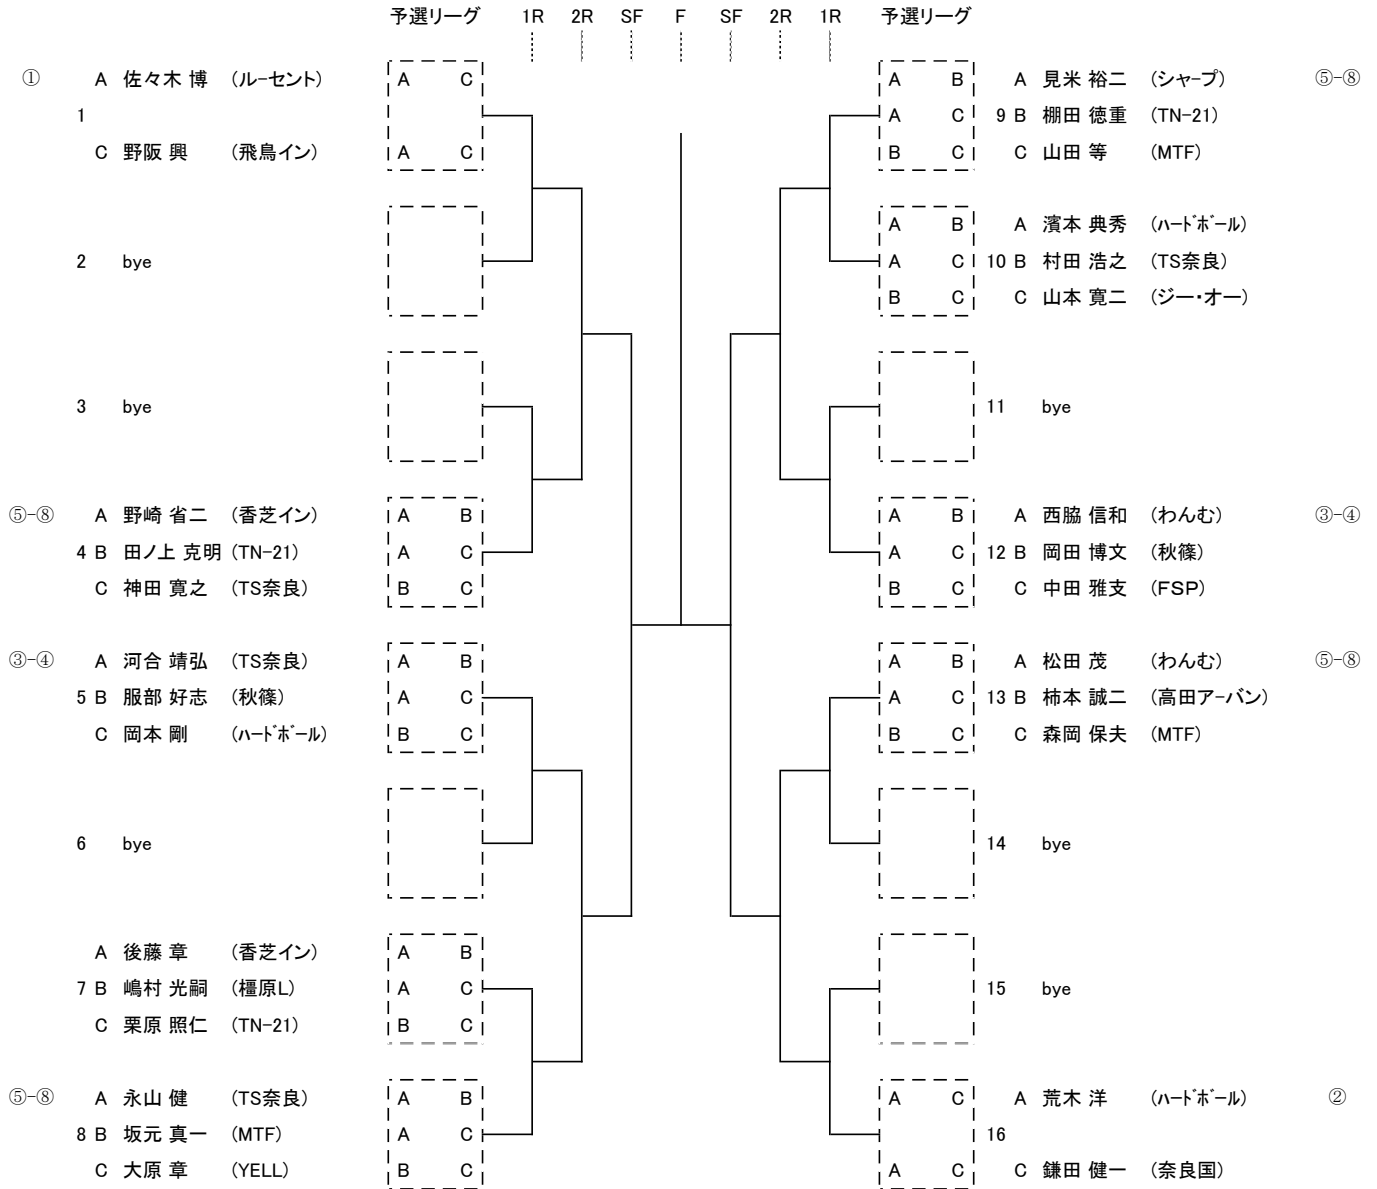 予選リーグ 1R 2R SF F SF 2R 1R 予選リーグ
① A 佐々木 博 (ルーセント) A C A B A 見米 裕二 (シャープ) ⑤-⑧
1 A C 9 B 棚田 徳重 (TN-21)
C 野阪 興 (飛鳥イン) A C B C C 山田 等 (MTF)
A B A 濱本 典秀 (ハードボール)
2 bye A C 10 B 村田 浩之 (TS奈良)
B C C 山本 寛二 (ジー・オー)
3 bye 11 bye
⑤-⑧ A 野崎 省二 (香芝イン) A B A B A 西脇 信和 (わんむ) ③-④
4 B 田ノ上 克明 (TN-21) A C A C 12 B 岡田 博文 (秋篠)
C 神田 寛之 (TS奈良) B C B C C 中田 雅支 (FSP)
③-④ A 河合 靖弘 (TS奈良) A B A B A 松田 茂 (わんむ) ⑤-⑧
5 B 服部 好志 (秋篠) A C A C 13 B 柿本 誠二 (高田アーバン)
C 岡本 剛 (ハードボール) B C B C C 森岡 保夫 (MTF)
6 bye 14 bye
A 後藤 章 (香芝イン) A B
7 B 嶋村 光嗣 (橿原L) A C 15 bye
C 栗原 照仁 (TN-21) B C
⑤-⑧ A 永山 健 (TS奈良) A B A C A 荒木 洋 (ハードボール) ②
8 B 坂元 真一 (MTF) A C 16
C 大原 章 (YELL) B C A C C 鎌田 健一 (奈良国)